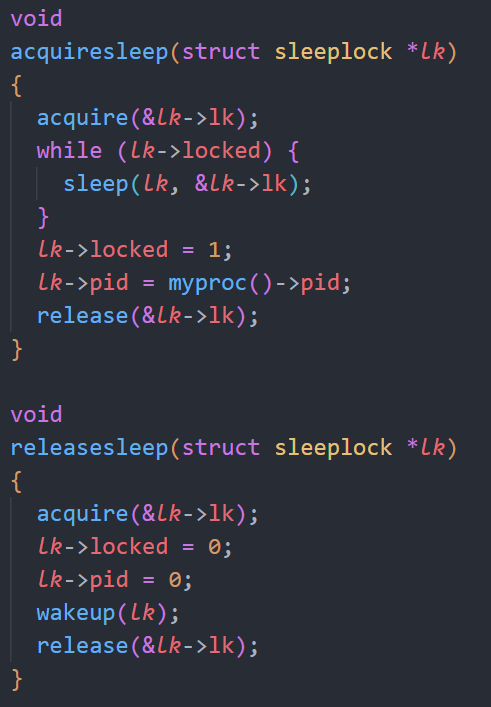 void
acquiresleep(struct sleeplock *lk)
{
  acquire(&lk->lk);
  while (lk->locked) {
    sleep(lk, &lk->lk);
  }
  lk->locked = 1;
  lk->pid = myproc()->pid;
  release(&lk->lk);
}

void
releasesleep(struct sleeplock *lk)
{
  acquire(&lk->lk);
  lk->locked = 0;
  lk->pid = 0;
  wakeup(lk);
  release(&lk->lk);
}